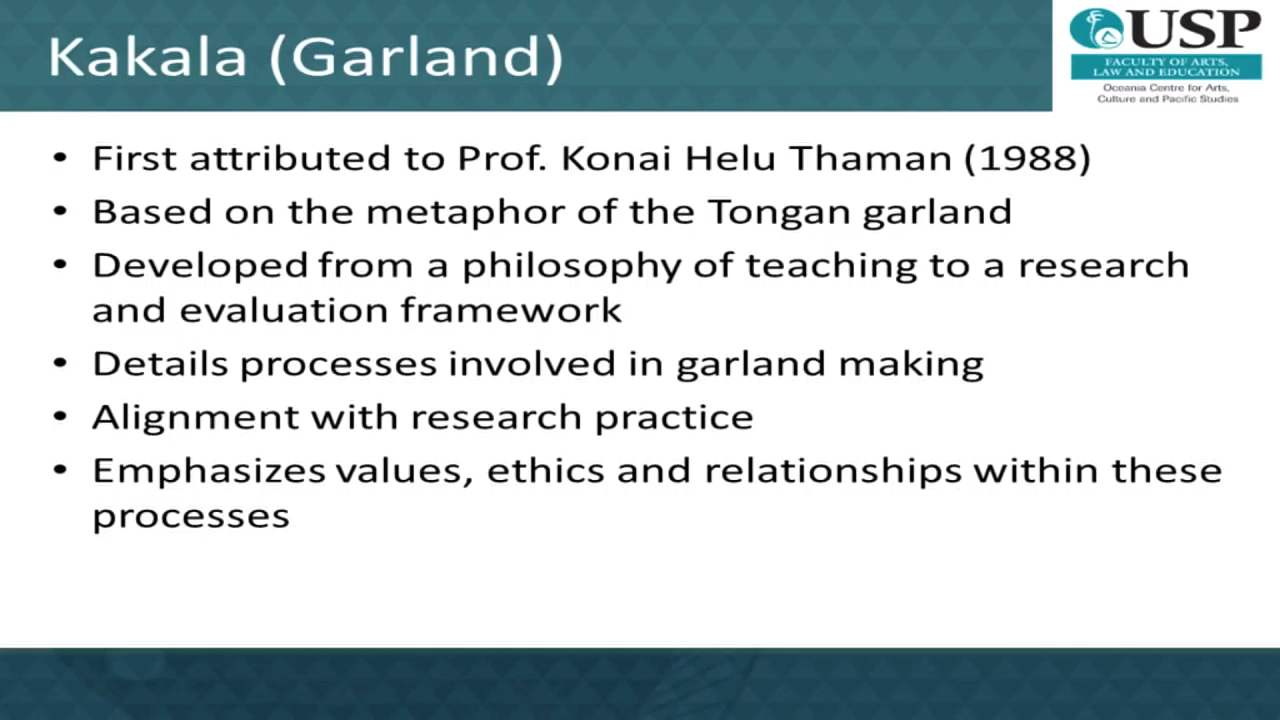 Kakala (Garland)
USP
FACULTY OF ARTS,
LAW AND EDUCATION
Oceania Centre for Arts,
Culture and Pacific Studies
• First attributed to Prof. Konai Helu Thaman (1988)
• Based on the metaphor of the Tongan garland
• Developed from a philosophy of teaching to a research
and evaluation framework
• Details processes involved in garland making
• Alignment with research practice
• Emphasizes values, ethics and relationships within these
processes